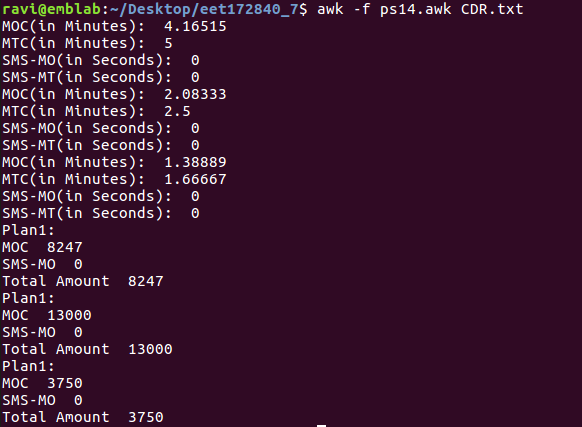 ravi@emblab:~/Desktop/eet172840_7$ awk -f ps14.awk CDR.txt
MOC(in Minutes):  4.16515
MTC(in Minutes):  5
SMS-MO(in Seconds):  0
SMS-MT(in Seconds):  0
MOC(in Minutes):  2.08333
MTC(in Minutes):  2.5
SMS-MO(in Seconds):  0
SMS-MT(in Seconds):  0
MOC(in Minutes):  1.38889
MTC(in Minutes):  1.66667
SMS-MO(in Seconds):  0
SMS-MT(in Seconds):  0
Plan1:
MOC  8247
SMS-MO  0
Total Amount  8247
Plan1:
MOC  13000
SMS-MO  0
Total Amount  13000
Plan1:
MOC  3750
SMS-MO  0
Total Amount  3750